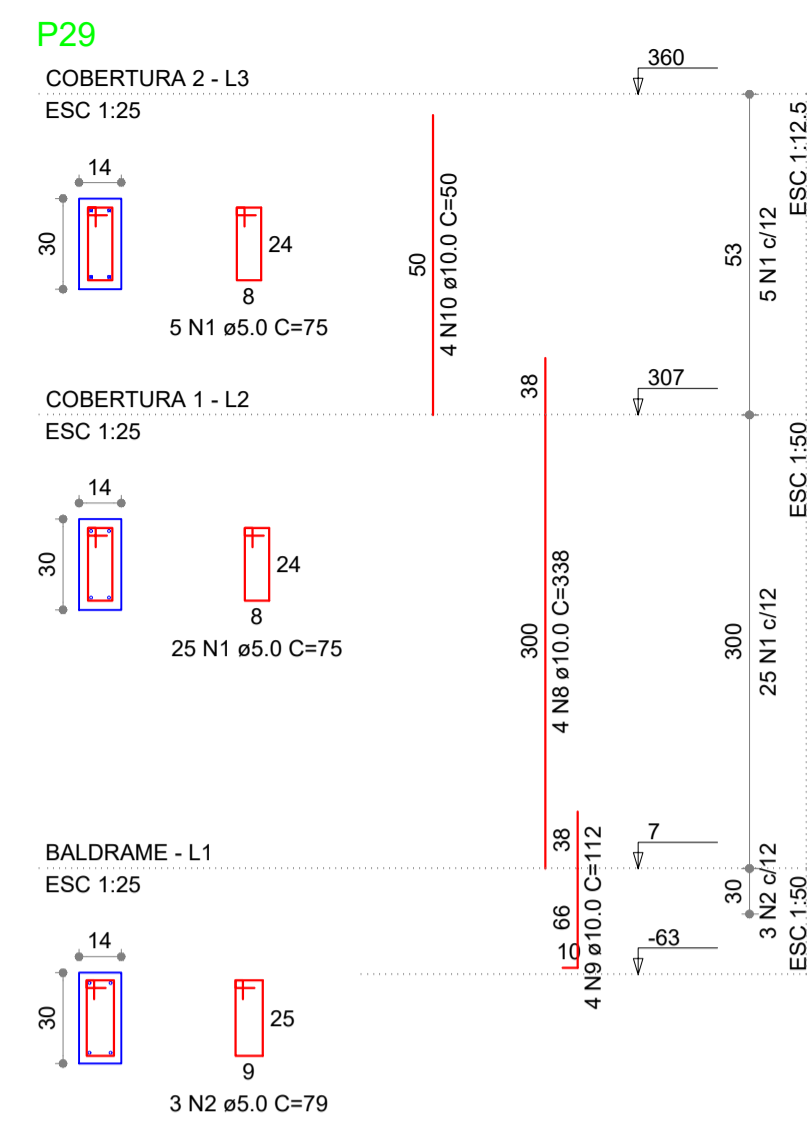 P29
COBERTURA 2 - L3
ESC 1:25
360
14
30
24
8
5 N1 ø5.0 C=75
50
4 N10 ø10.0 C=50
53
5 N1 c/12
ESC 1:12.5
COBERTURA 1 - L2
ESC 1:25
38
307
14
30
24
8
25 N1 ø5.0 C=75
300
4 N8 ø10.0 C=338
300
25 N1 c/12
ESC 1:50
BALDRAME - L1
ESC 1:25
38
66
10
4 N9 ø10.0 C=112
7
30
3 N2 c/12
ESC 1:50
-63
14
30
25
9
3 N2 ø5.0 C=79